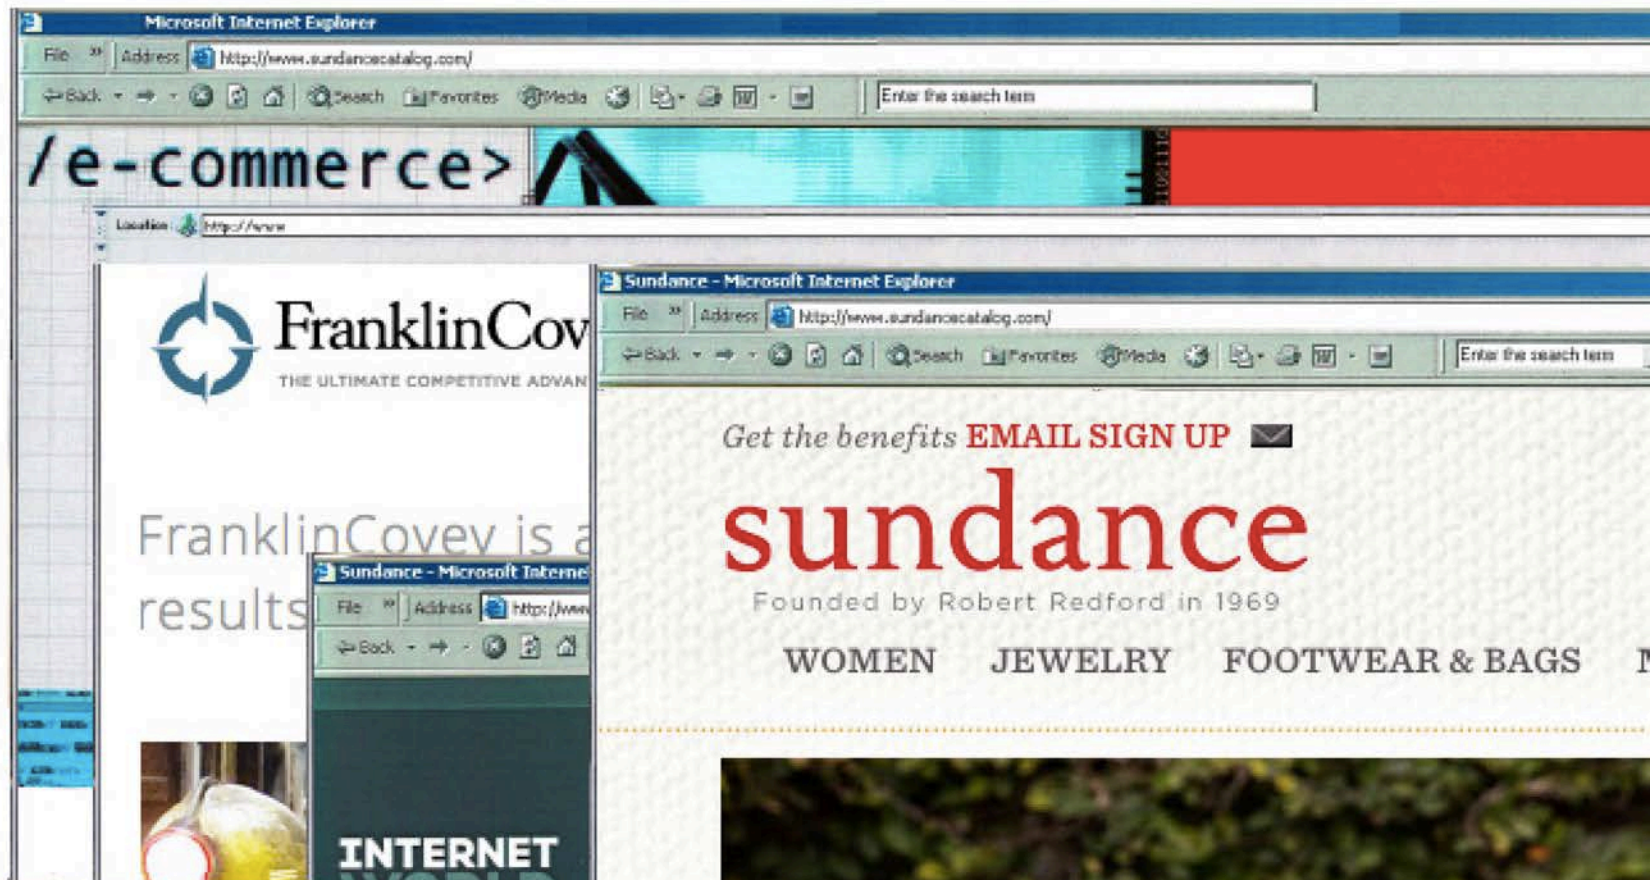 Microsoft Internet Explorer
File » Address http://www.sundancecatalog.com/
Back Search Favorites Media W Enter the search term
/e-commerce>
Location: http://www
FranklinCov
THE ULTIMATE COMPETITIVE ADVAN
FranklinCovey is a
results
Sundance - Microsoft Internet Explorer
File » Address http://www.sundancecatalog.com/
Back Search Favorites Media W Enter the search term
Get the benefits EMAIL SIGN UP
sundance
Founded by Robert Redford in 1969
WOMEN JEWELRY FOOTWEAR & BAGS
Sundance - Microsoft Interne
File » Address http://www
Back
INTERNET